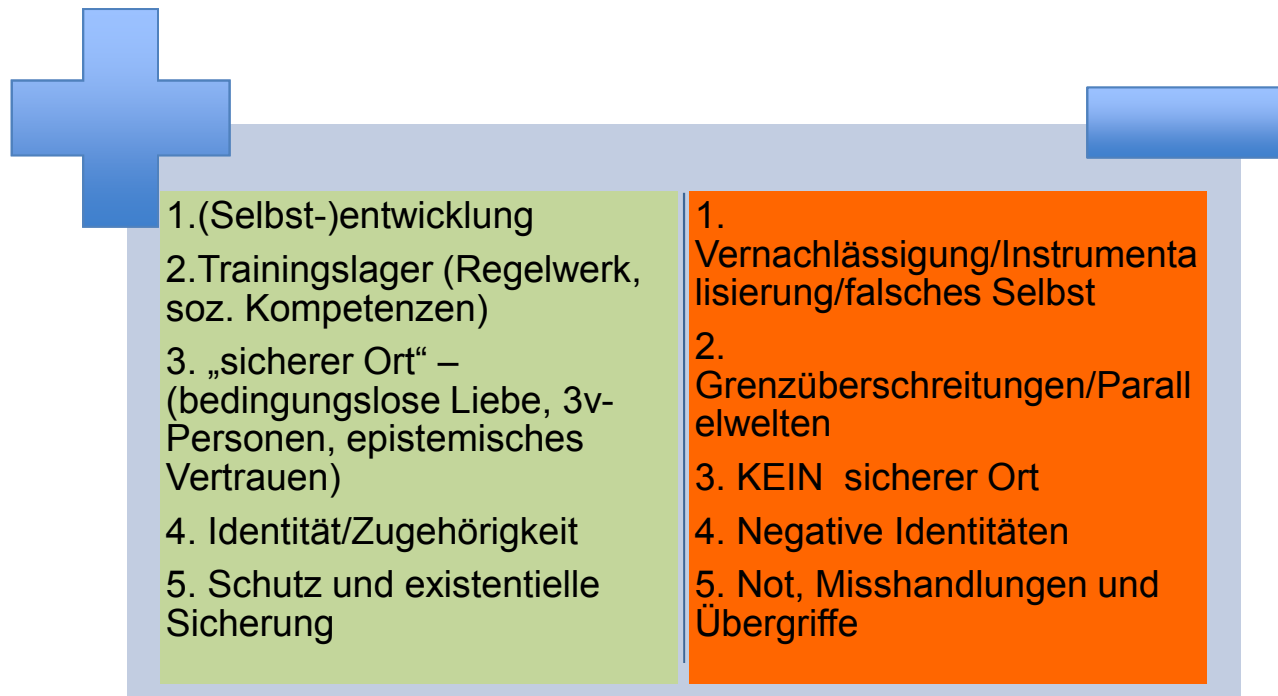 1.(Selbst-)entwicklung
2.Trainingslager (Regelwerk,
soz. Kompetenzen)
3. „sicherer Ort“ –
(bedingungslose Liebe, 3v-
Personen, epistemisches
Vertrauen)
4. Identität/Zugehörigkeit
5. Schutz und existentielle
Sicherung
1.
Vernachlässigung/Instrumenta
lisierung/falsches Selbst
2.
Grenzüberschreitungen/Parall
elwelten
3. KEIN  sicherer Ort
4. Negative Identitäten
5. Not, Misshandlungen und
Übergriffe